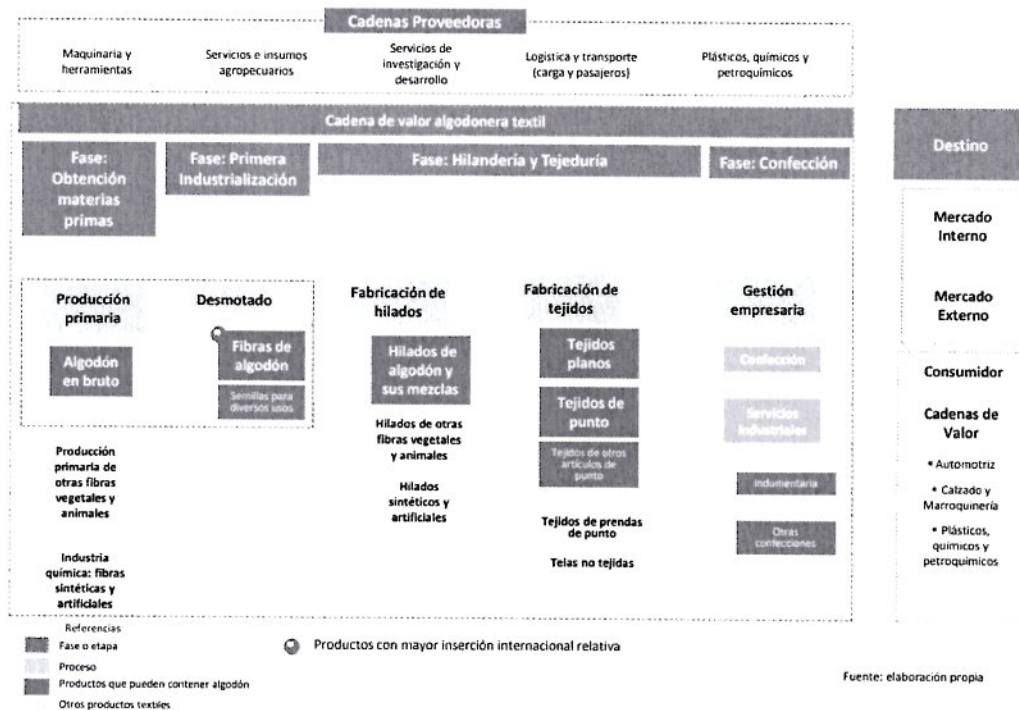 Cadenas Proveedoras
Maquinaria y
herramientas
Servicios e insumos
agropecuarios
Servicios de
investigación y
desarrollo
Logística y transporte
(carga y pasajeros)
Plásticos, químicos y
petroquímicos
Cadena de valor algodonera textil
Fase:
Obtención
materias
primas
Fase: Primera
Industrialización
Fase: Hilandería y Tejeduría
Fase: Confección
Destino
Mercado
Interno
Mercado
Externo
Producción
primaria
Algodón
en bruto
Desmotado
Fibras de
algodón
Semillas para
diversos usos
Producción
primaria de
otras fibras
vegetales y
animales
Industria
química: fibras
sintéticas y
artificiales
Fabricación de
hilados
Hilados de
algodón y
sus mezclas
Hilados de otras
fibras vegetales
y animales
Hilados
sintéticos y
artificiales
Fabricación de
tejidos
Tejidos
planos
Tejidos de
punto
Tejidos de otros
artículos de
punto
Tejidos de prendas
de punto
Telas no tejidas
Gestión
empresaria
Confección
Servicios
Industriales
Indumentaria
Otras
confecciones
Consumidor
Cadenas de
Valor
• Automotriz
• Calzado y
Marroquinería
• Plásticos,
químicos y
petroquímicos
Referencias
Fase o etapa
Proceso
Productos que pueden contener algodón
Otros productos textiles
Productos con mayor inserción internacional relativa
Fuente: elaboración propia